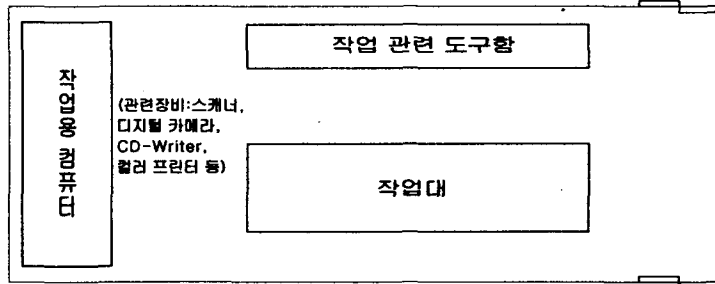 작업 관련 도구함
작업용 컴퓨터
(관련장비:스캐너,
디지털 카메라,
CD-Writer,
컬러 프린터 등)
작업대